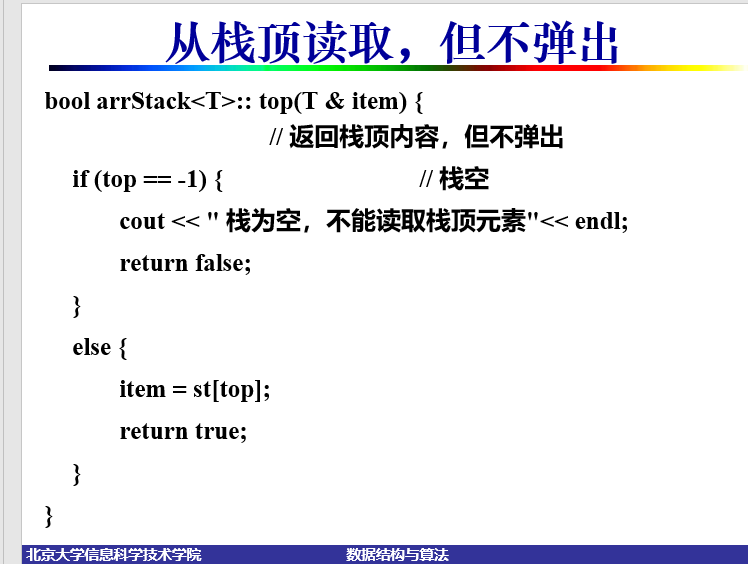 从栈顶读取，但不弹出
bool arrStack<T>:: top(T & item) {
// 返回栈顶内容，但不弹出
if (top == -1) { // 栈空
cout << " 栈为空，不能读取栈顶元素"<< endl;
return false;
}
else {
item = st[top];
return true;
}
}
北京大学信息科学技术学院 数据结构与算法